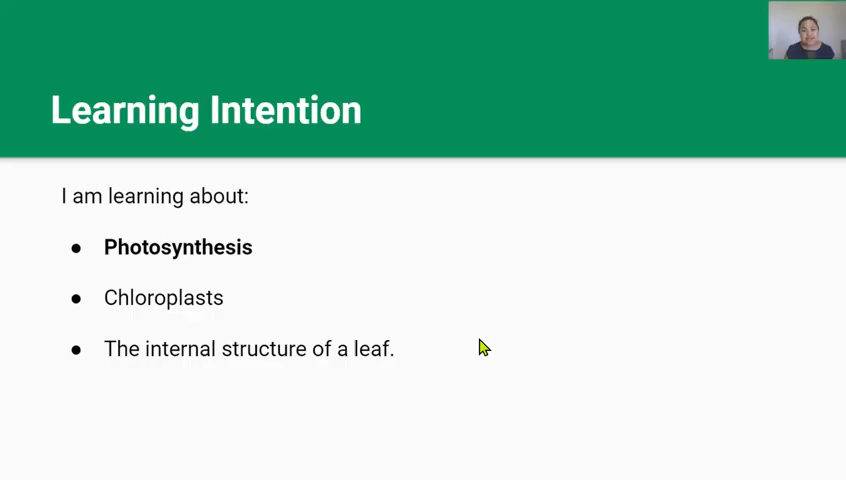 Learning Intention
I am learning about:
● Photosynthesis
● Chloroplasts
● The internal structure of a leaf.